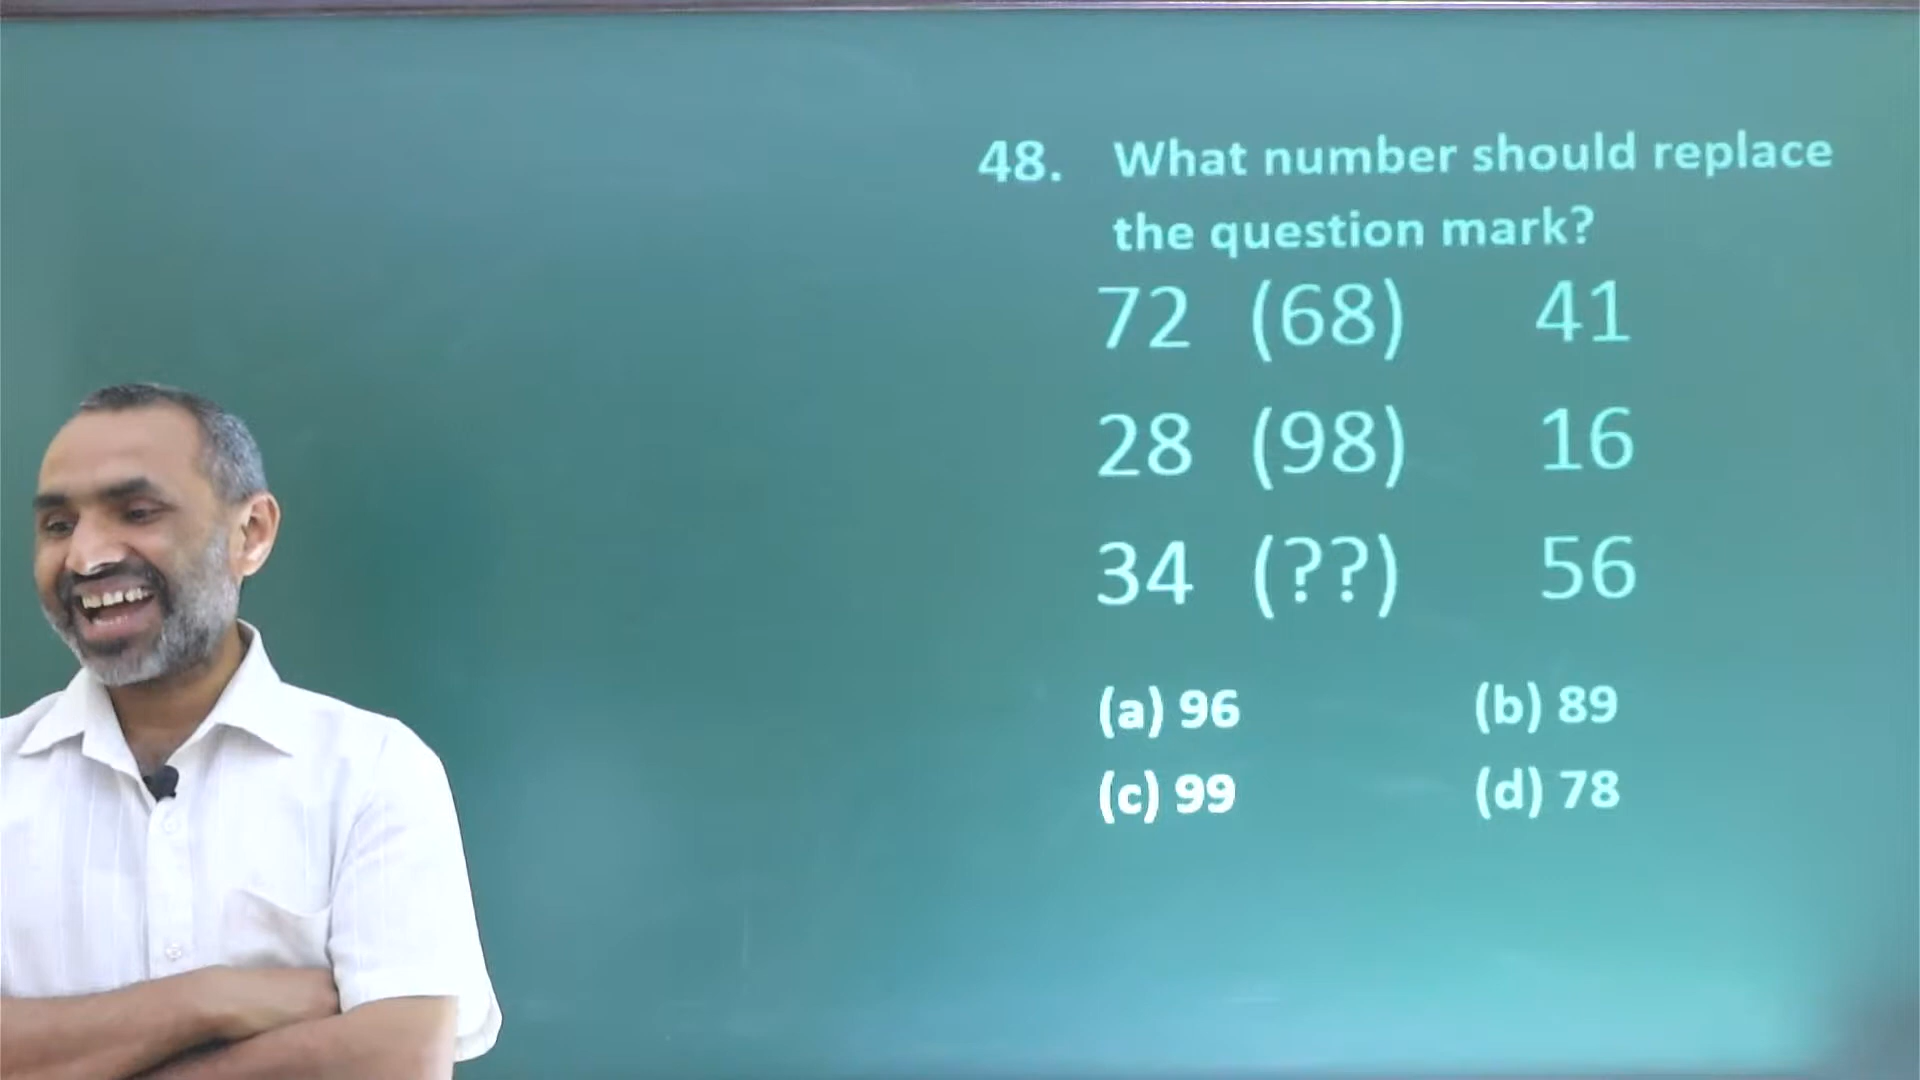 48. What number should replace
the question mark?
72 (68) 41
28 (98) 16
34 (??) 56
(a) 96 (b) 89
(c) 99 (d) 78